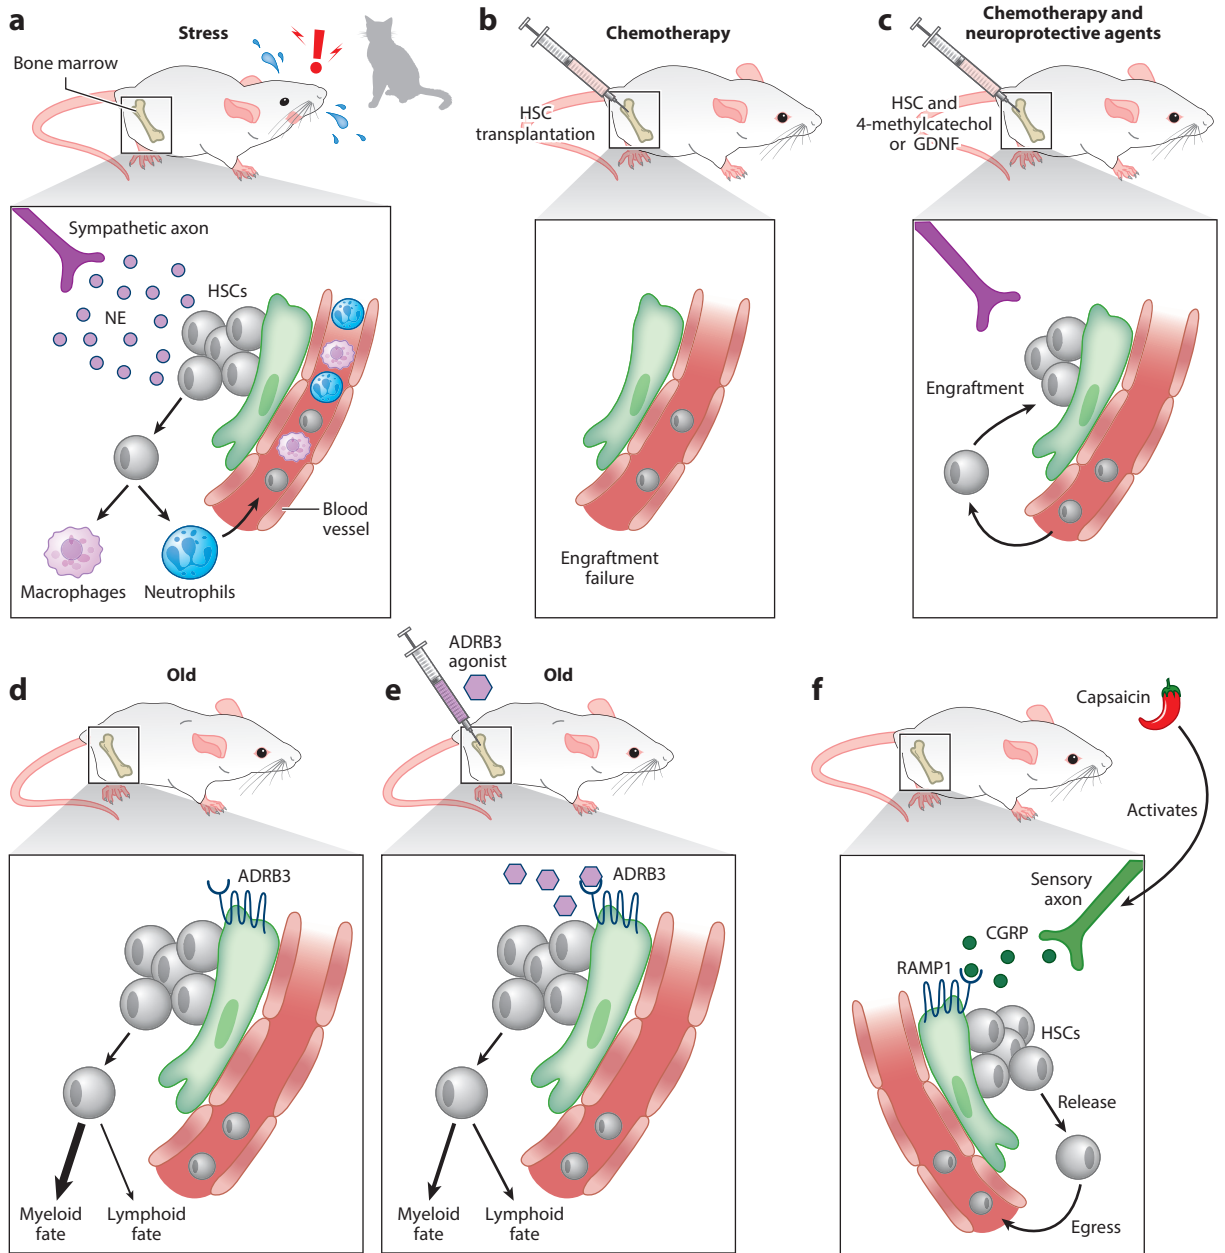 a
Stress
Bone marrow
Sympathetic axon
NE
HSCs
Blood
vessel
Macrophages
Neutrophils
b
Chemotherapy
HSC
transplantation
Engraftment
failure
c
Chemotherapy and
neuroprotective agents
HSC and
4-methylcatechol
or GDNF
Engraftment
d
Old
ADRB3
Myeloid
fate
Lymphoid
fate
e
ADRB3
agonist
Old
ADRB3
Myeloid
fate
Lymphoid
fate
f
Capsaicin
Activates
Sensory
axon
CGRP
RAMP1
HSCs
Release
Egress